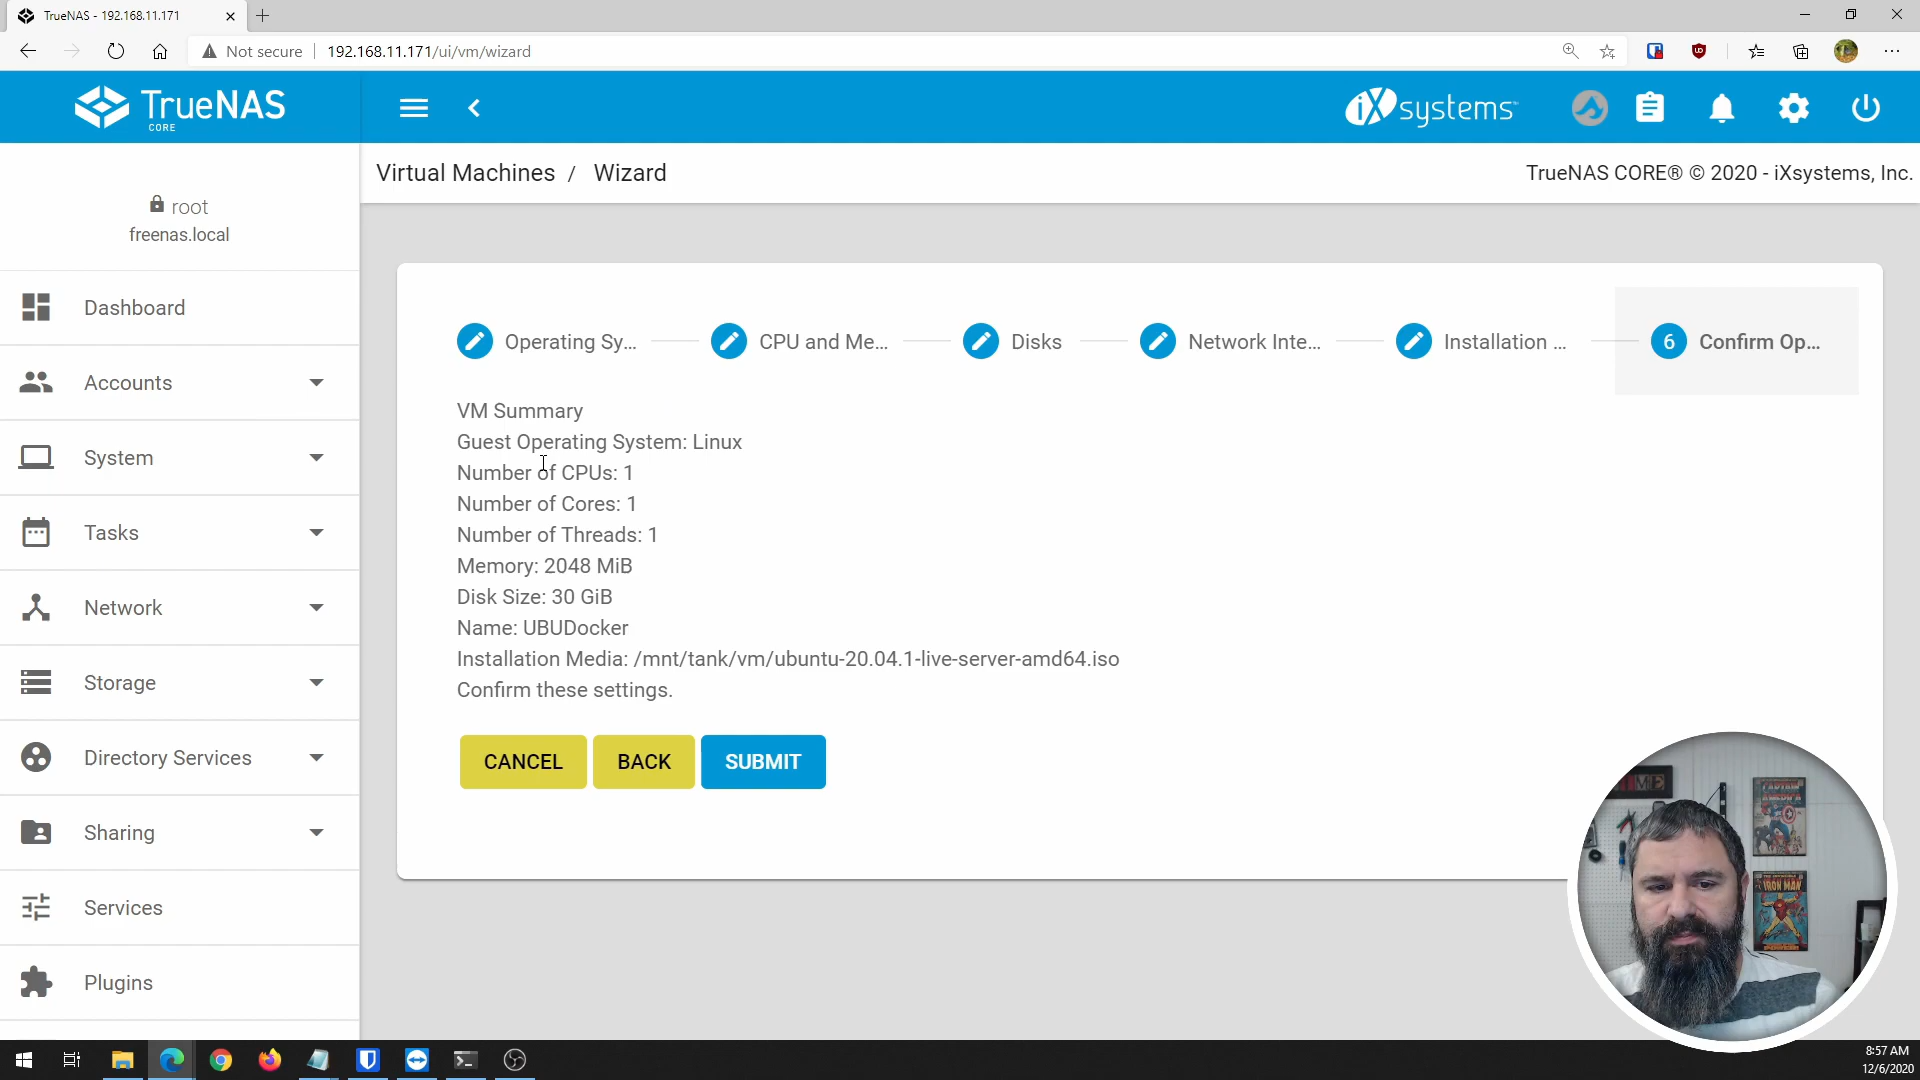 TrueNAS - 192.168.11.171
Not secure
192.168.11.171/ui/vm/wizard
TrueNAS
CORE
iXsystems
Virtual Machines / Wizard
TrueNAS CORE® © 2020 - iXsystems, Inc.
root
freenas.local
Dashboard
Accounts
System
Tasks
Network
Storage
Directory Services
Sharing
Services
Plugins
Operating Sy...
CPU and Me...
Disks
Network Inte...
Installation ...
6 Confirm Op...
VM Summary
Guest Operating System: Linux
Number of CPUs: 1
Number of Cores: 1
Number of Threads: 1
Memory: 2048 MiB
Disk Size: 30 GiB
Name: UBUDocker
Installation Media: /mnt/tank/vm/ubuntu-20.04.1-live-server-amd64.iso
Confirm these settings.
CANCEL
BACK
SUBMIT
CAPTAIN
IRON MAN
8:57 AM
12/6/2020